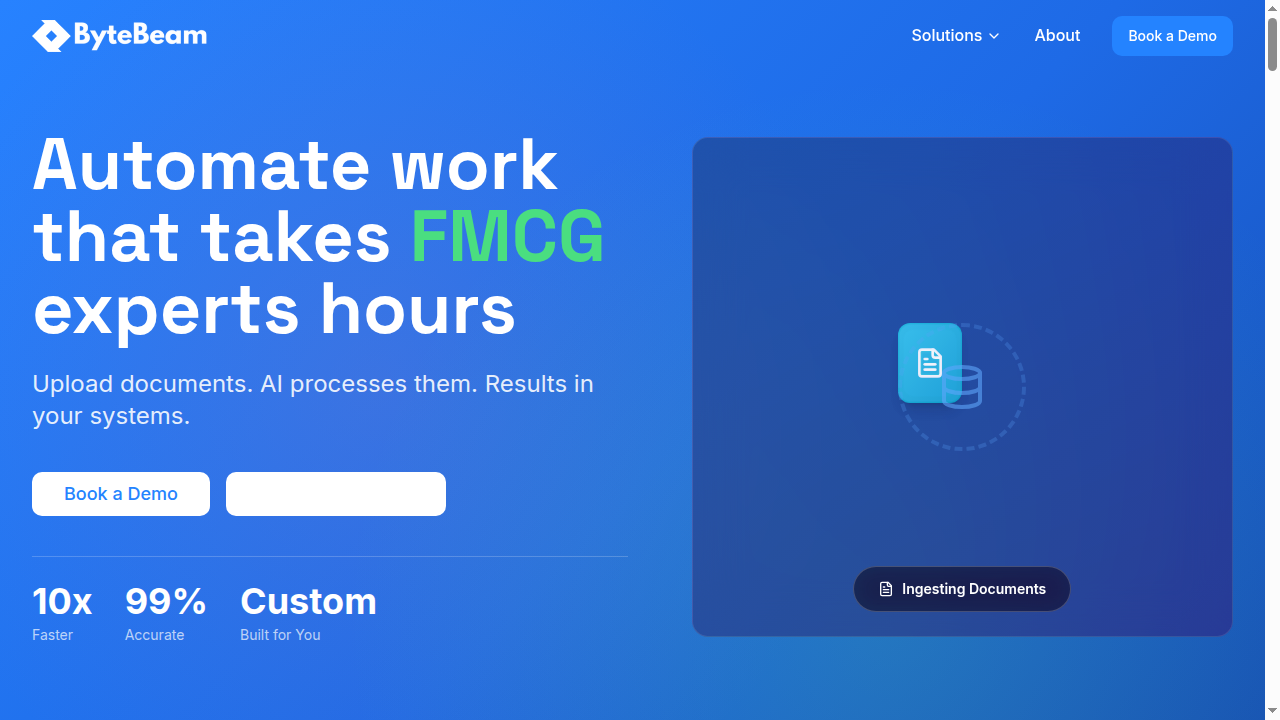 ByteBeam
Solutions
About
Book a Demo
Automate work
that takes FMCG
experts hours
Upload documents. AI processes them. Results in
your systems.
Book a Demo
10x
Faster
99%
Accurate
Custom
Built for You
Ingesting Documents